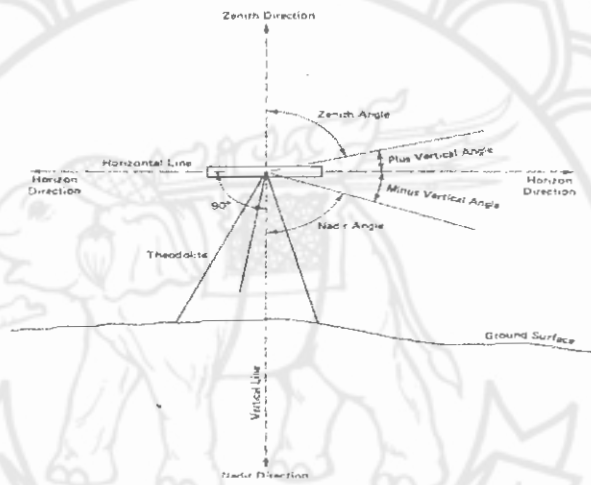 Zenith Direction
Zenith Angle
Horizontal Line
Plus Vertical Angle
Horizon
Direction
Horizon
Direction
Minus Vertical Angle
90°
Nadir Angle
Theodolite
Ground Surface
Vertical Line
Nadir Direction